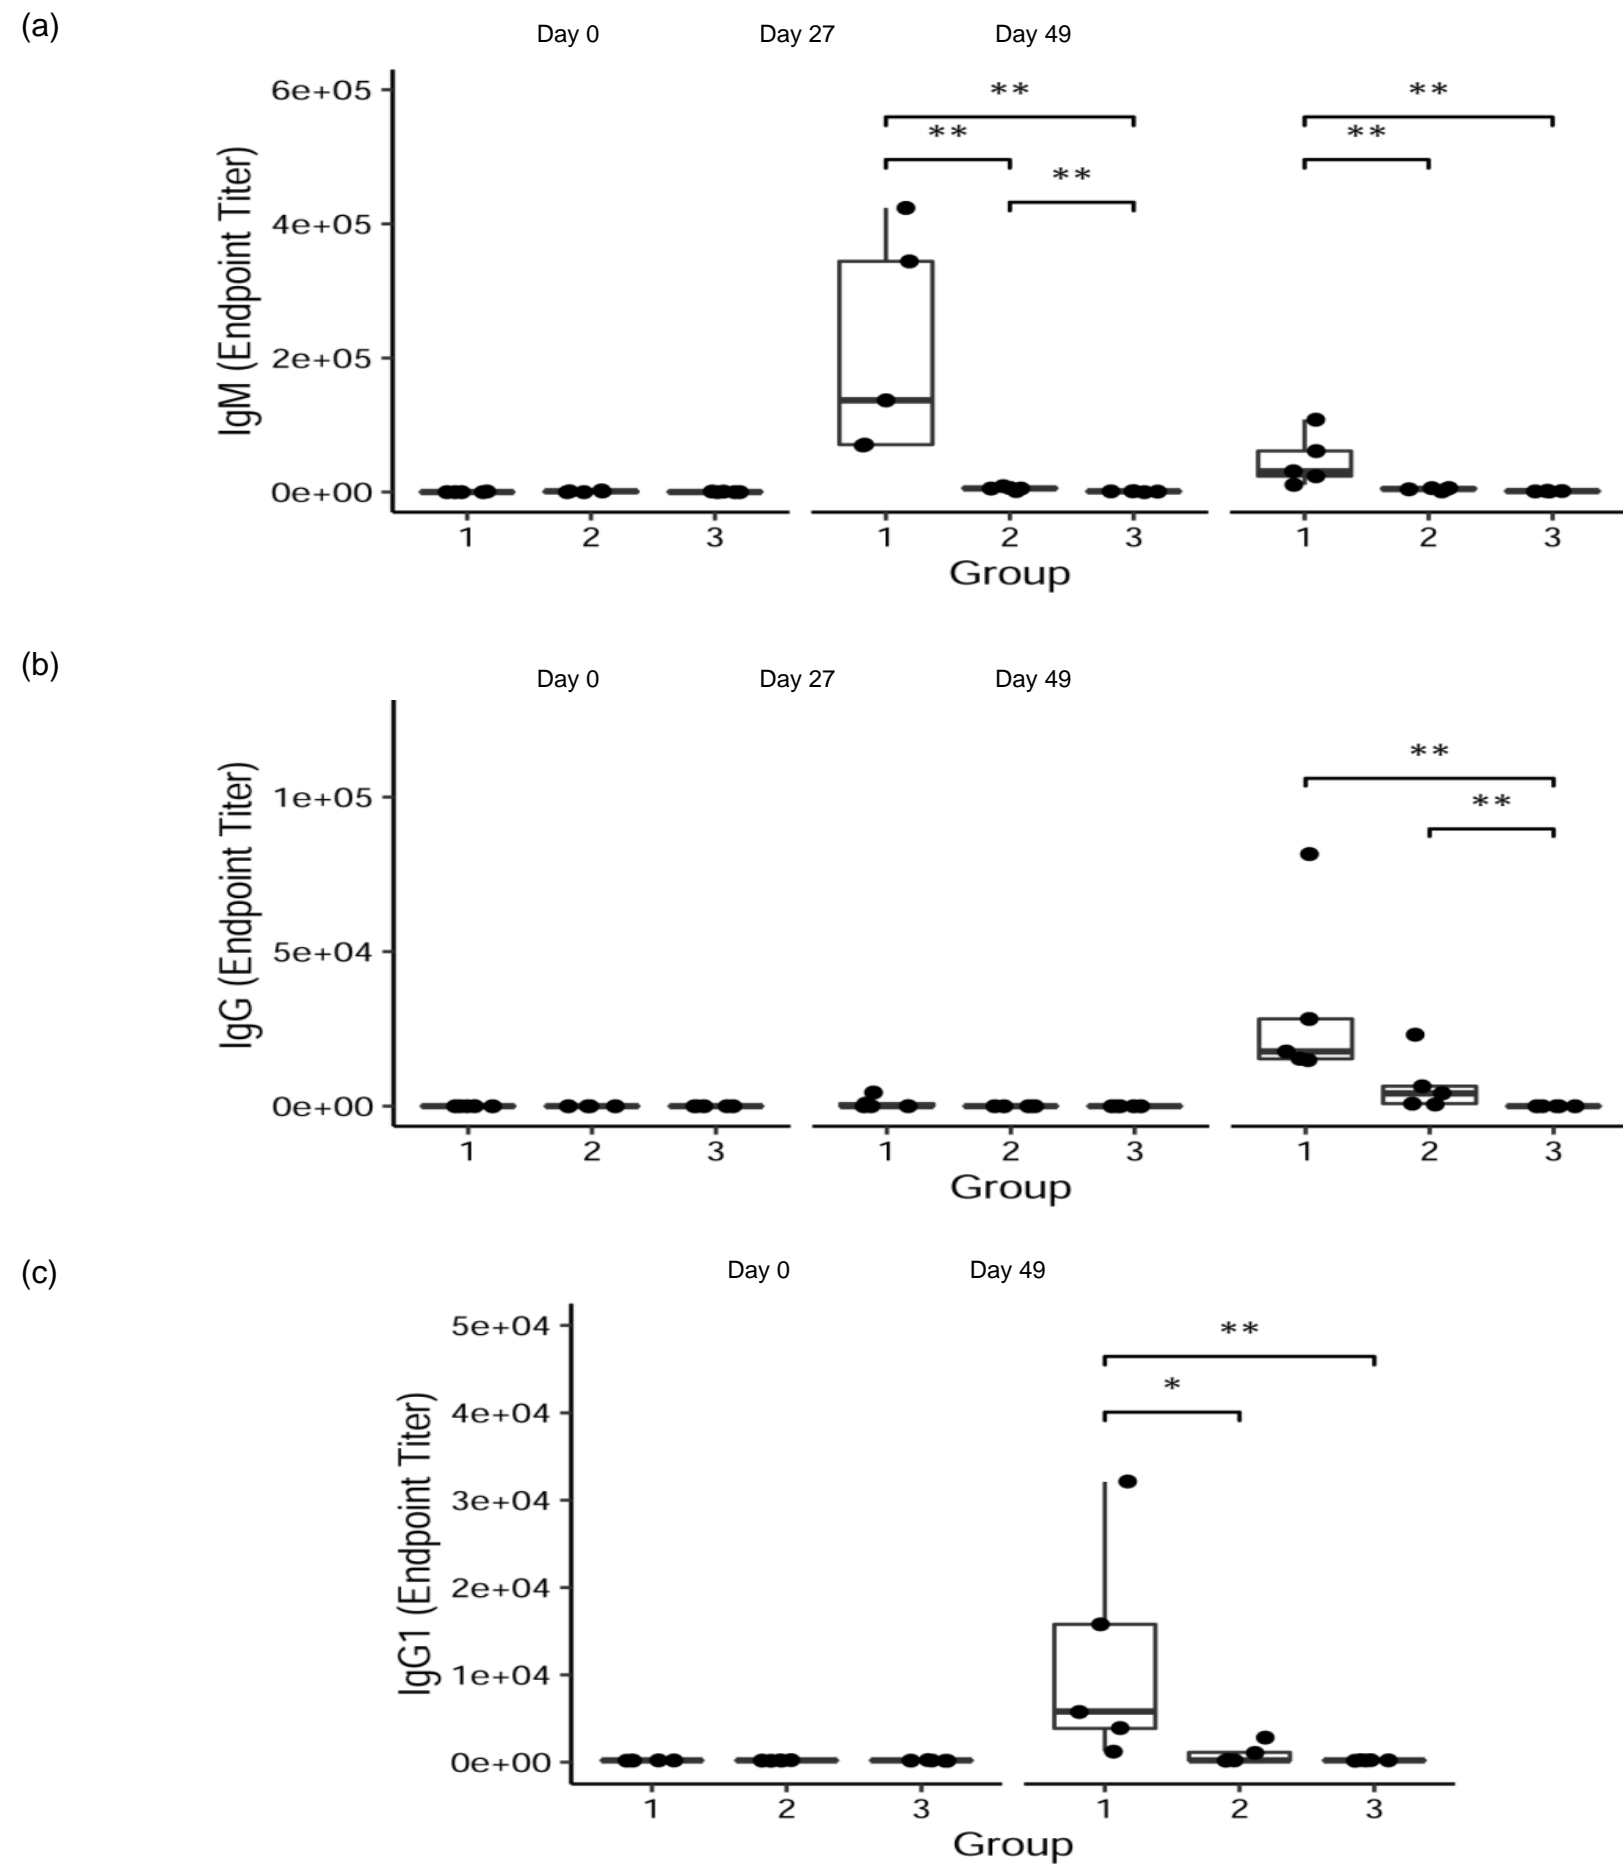 (a)
Day 0 Day 27 Day 49
IgM (Endpoint Titer)
6e+05
4e+05
2e+05
0e+00
** **
** **
**
1 2 3 1 2 3 1 2 3
Group
(b)
Day 0 Day 27 Day 49
IgG (Endpoint Titer)
1e+05
5e+04
0e+00
**
**
1 2 3 1 2 3 1 2 3
Group
(c)
Day 0 Day 49
IgG1 (Endpoint Titer)
5e+04
4e+04
3e+04
2e+04
1e+04
0e+00
**
*
1 2 3 1 2 3
Group